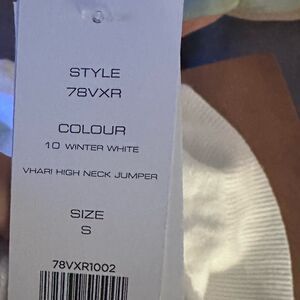 STYLE
78VXR
COLOUR
10 WINTER WHITE
VHARI HIGH NECK JUMPER
SIZE
S
78VXR1002